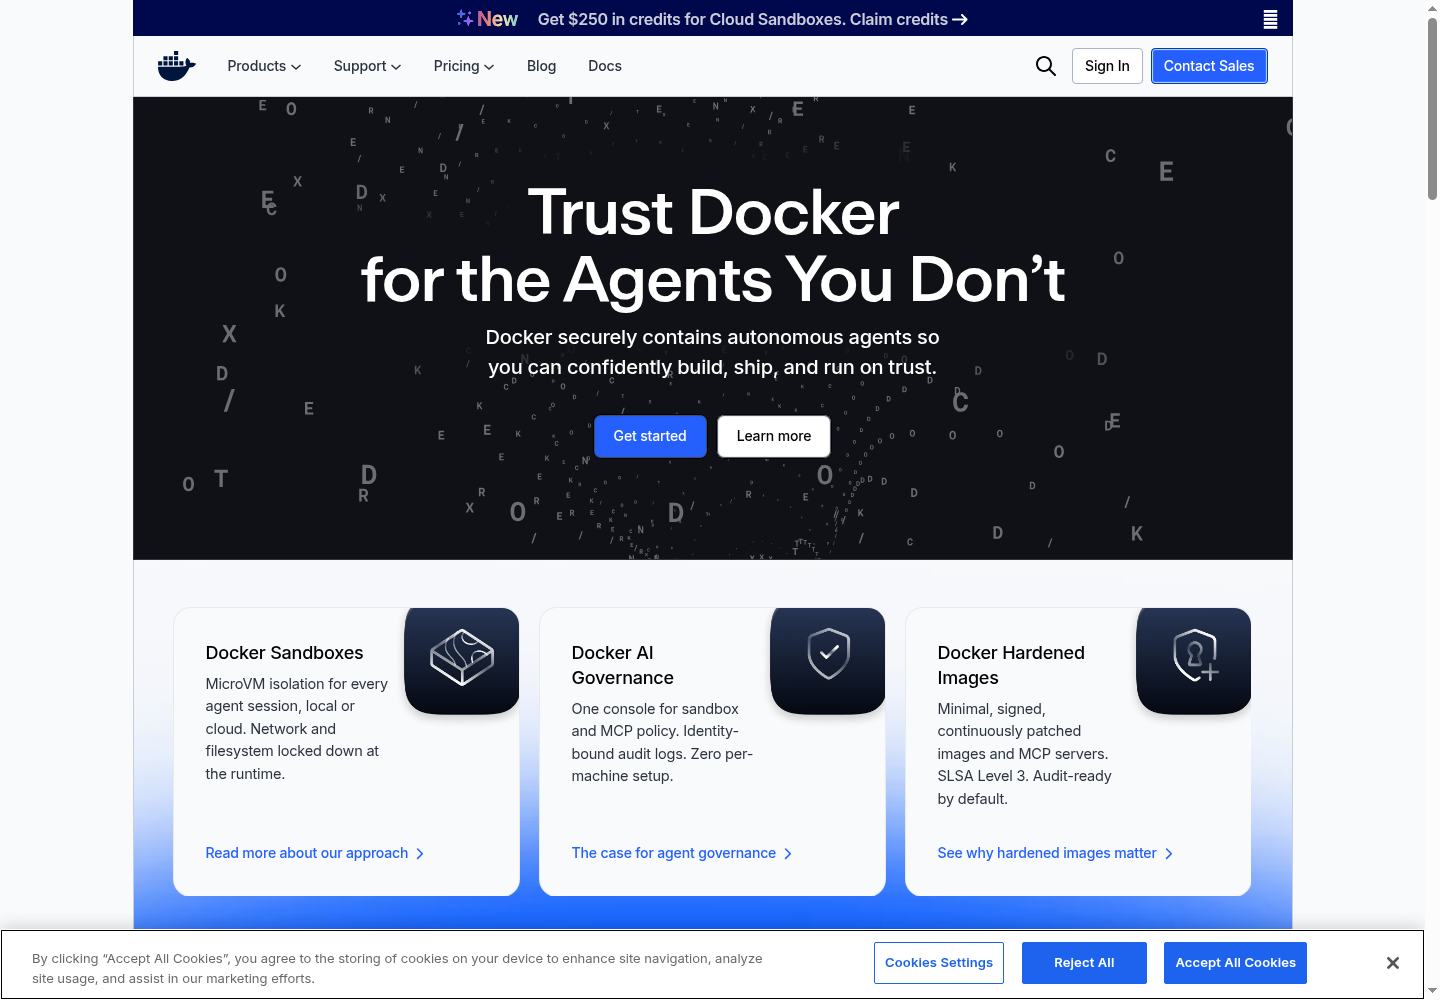 New Get $250 in credits for Cloud Sandboxes. Claim credits
Products Support Pricing Blog Docs Sign In Contact Sales
Trust Docker
for the Agents You Don’t
Docker securely contains autonomous agents so
you can confidently build, ship, and run on trust.
Get started Learn more
Docker Sandboxes
MicroVM isolation for every
agent session, local or
cloud. Network and
filesystem locked down at
the runtime.
Read more about our approach
Docker AI
Governance
One console for sandbox
and MCP policy. Identity-
bound audit logs. Zero per-
machine setup.
The case for agent governance
Docker Hardened
Images
Minimal, signed,
continuously patched
images and MCP servers.
SLSA Level 3. Audit-ready
by default.
See why hardened images matter
By clicking “Accept All Cookies”, you agree to the storing of cookies on your device to enhance site navigation, analyze
site usage, and assist in our marketing efforts.
Cookies Settings Reject All Accept All Cookies